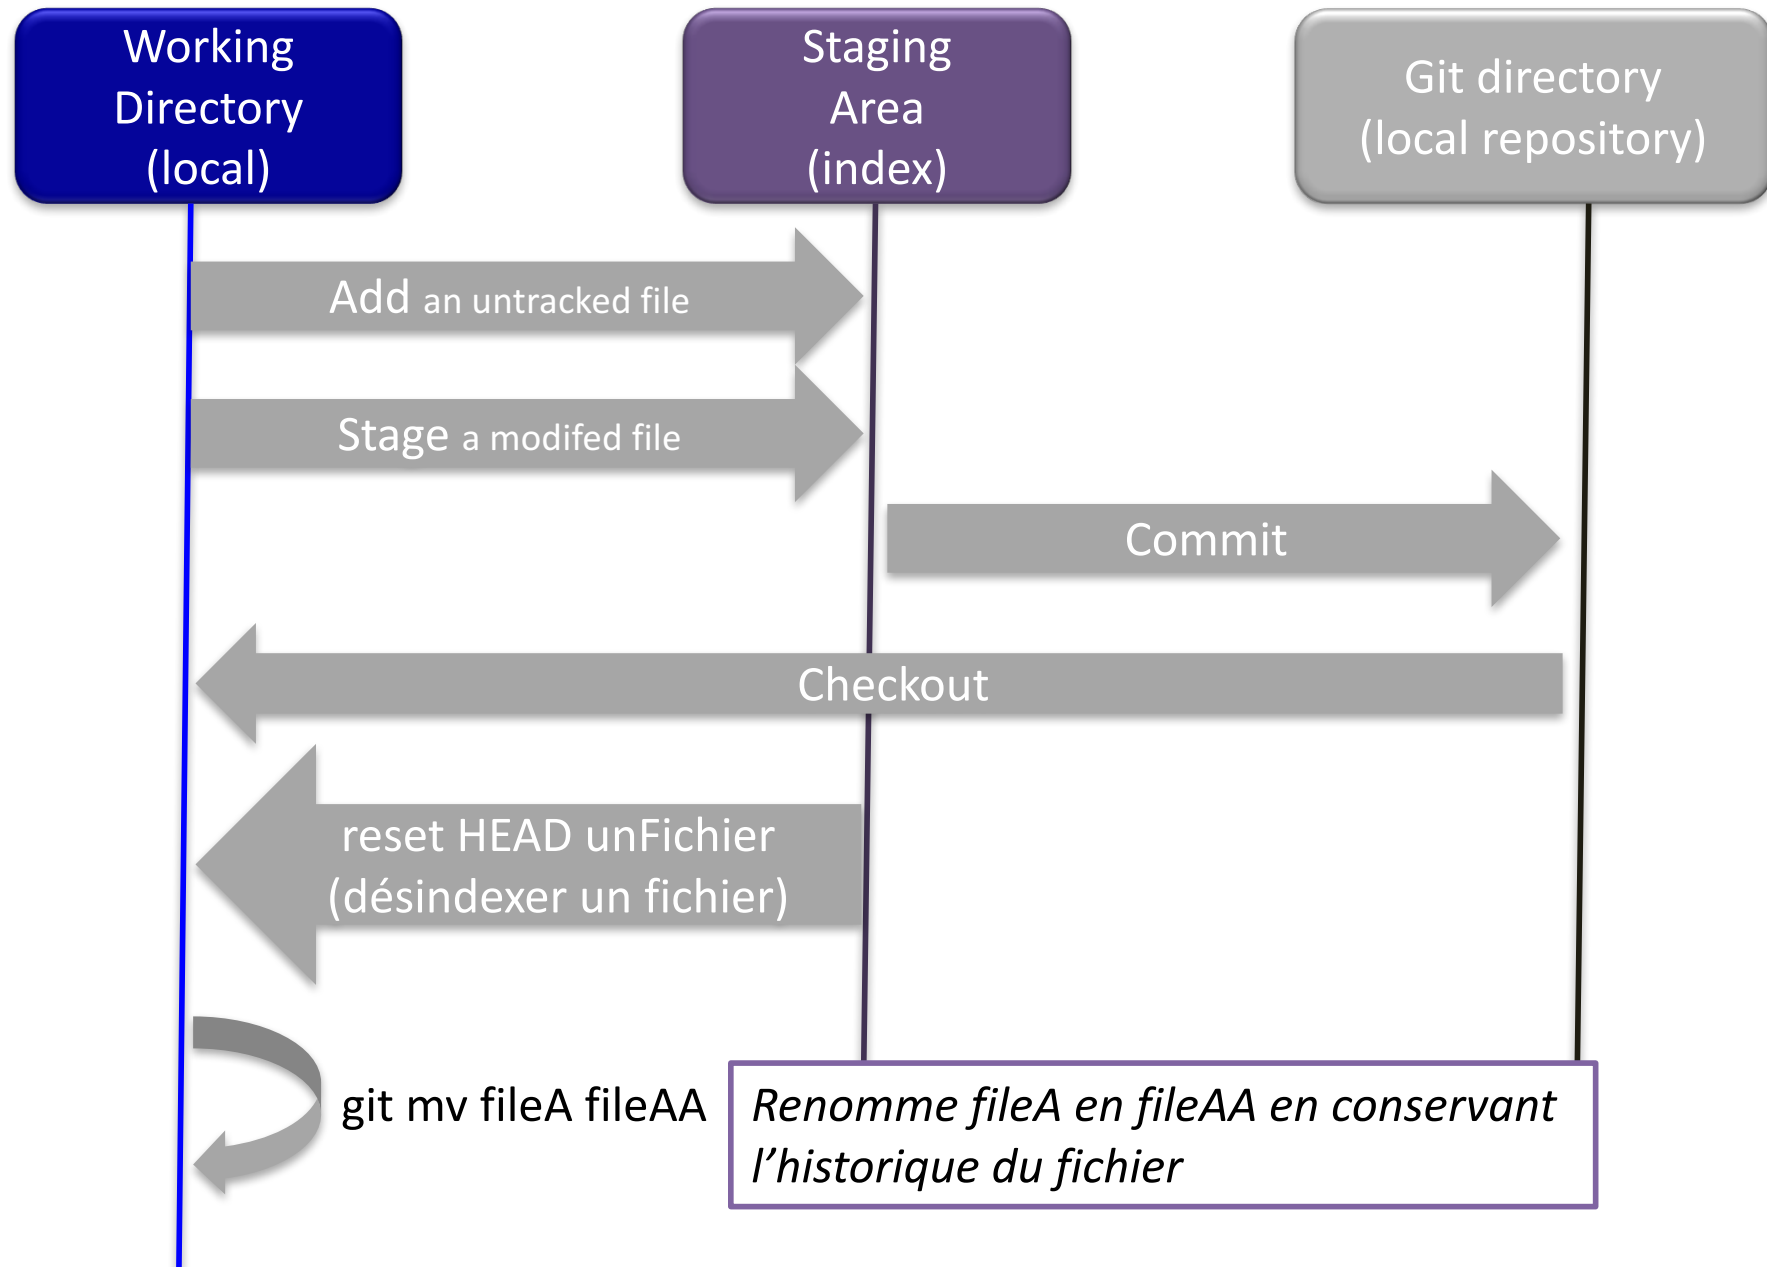 Working
Directory
(local)
Staging
Area
(index)
Git directory
(local repository)
Add an untracked file
Stage a modifed file
Commit
Checkout
reset HEAD unFichier
(désindexer un fichier)
git mv fileA fileAA
Renomme fileA en fileAA en conservant
l’historique du fichier